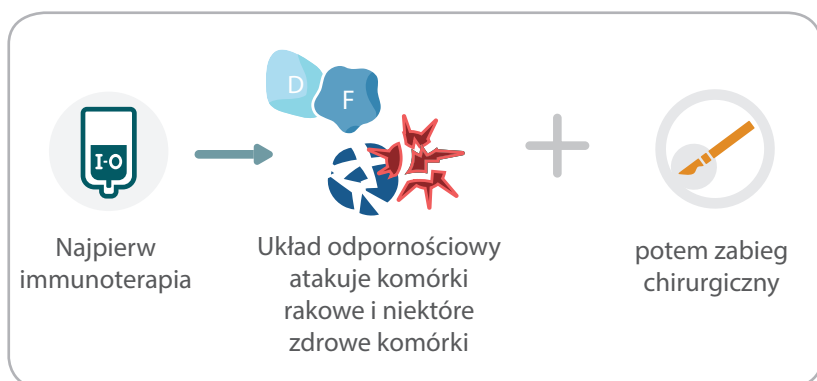 I-O
Najpierw
immunoterapia
D
F
Układ odpornościowy
atakuje komórki
rakowe i niektóre
zdrowe komórki
potem zabieg
chirurgiczny